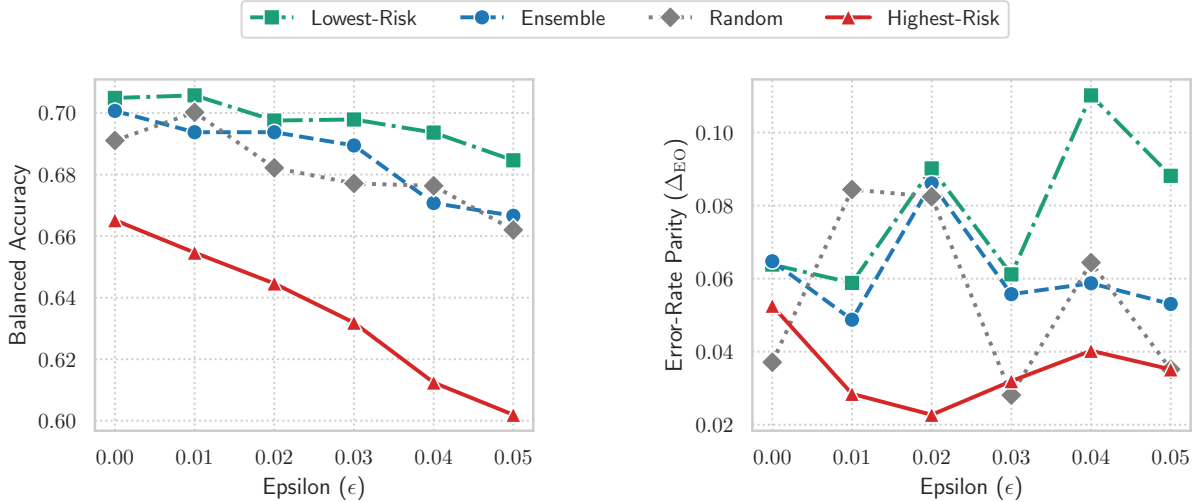 Lowest-Risk Ensemble Random Highest-Risk
Balanced Accuracy
0.70
0.68
0.66
0.64
0.62
0.60
0.00 0.01 0.02 0.03 0.04 0.05
Epsilon (ϵ)
Error-Rate Parity (Δ_EO)
0.10
0.08
0.06
0.04
0.02
0.00 0.01 0.02 0.03 0.04 0.05
Epsilon (ϵ)